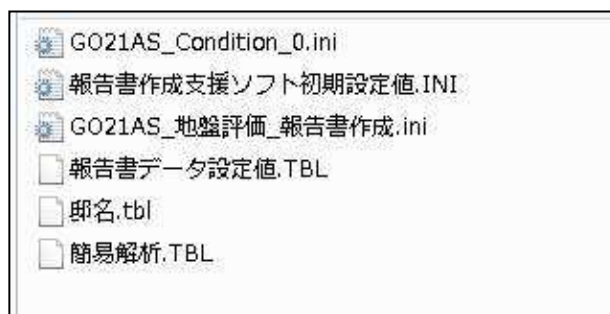 GO21AS_Condition_0.ini
報告書作成支援ソフト初期設定値.INI
GO21AS_地盤評価_報告書作成.ini
報告書データ設定値.TBL
邸名.tbl
簡易解析.TBL